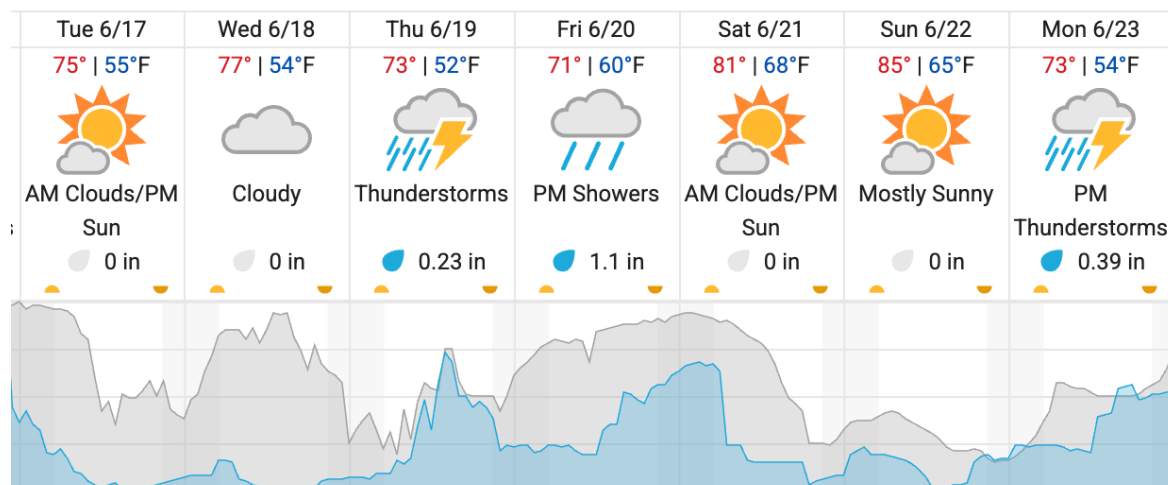 Tue 6/17 Wed 6/18 Thu 6/19 Fri 6/20 Sat 6/21 Sun 6/22 Mon 6/23
75° | 55°F 77° | 54°F 73° | 52°F 71° | 60°F 81° | 68°F 85° | 65°F 73° | 54°F
AM Clouds/PM Cloudy Thunderstorms PM Showers AM Clouds/PM Mostly Sunny PM
Sun Sun Thunderstorms
0 in 0 in 0.23 in 1.1 in 0 in 0 in 0.39 in